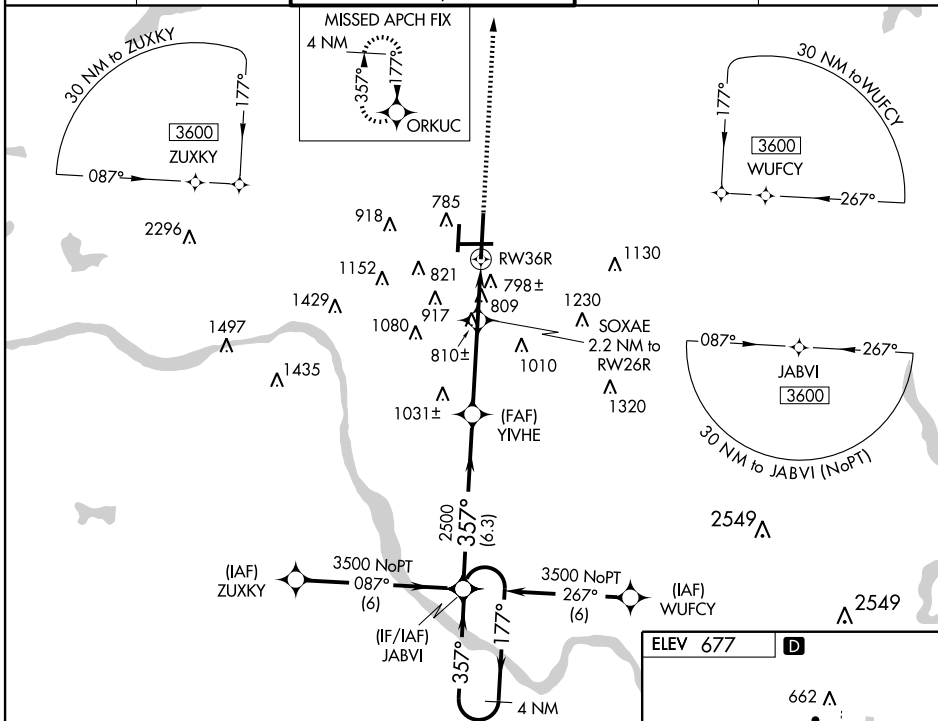 MISSED APCH FIX
4 NM
357°
177°
ORKUC
30 NM to ZUXKY
177°
3600
ZUXKY
087°
30 NM to WUFCY
177°
3600
WUFCY
267°
2296
918
785
RW36R
1152
821
798±
1130
1429
917
809
1230
1497
1080
810±
SOXAE
2.2 NM to
RW26R
1010
1435
1320
1031±
(FAF)
YIVHE
087°
267°
JABVI
3600
30 NM to JABVI (NoPT)
2500
357°
(6.3)
2549
(IAF)
ZUXKY
3500 NoPT
087°
(6)
3500 NoPT
267°
(6)
(IAF)
WUFCY
2549
(IF/IAF)
JABVI
357°
177°
4 NM
ELEV 677
D
662